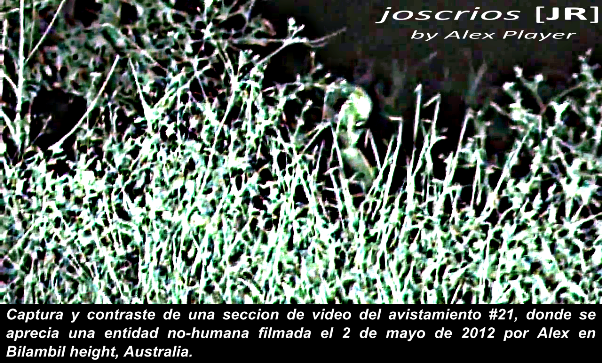 joscrios [JR]
by Alex Player
Captura y contraste de una seccion de video del avistamiento #21, donde se
aprecia una entidad no-humana filmada el 2 de mayo de 2012 por Alex en
Bilambil height, Australia.